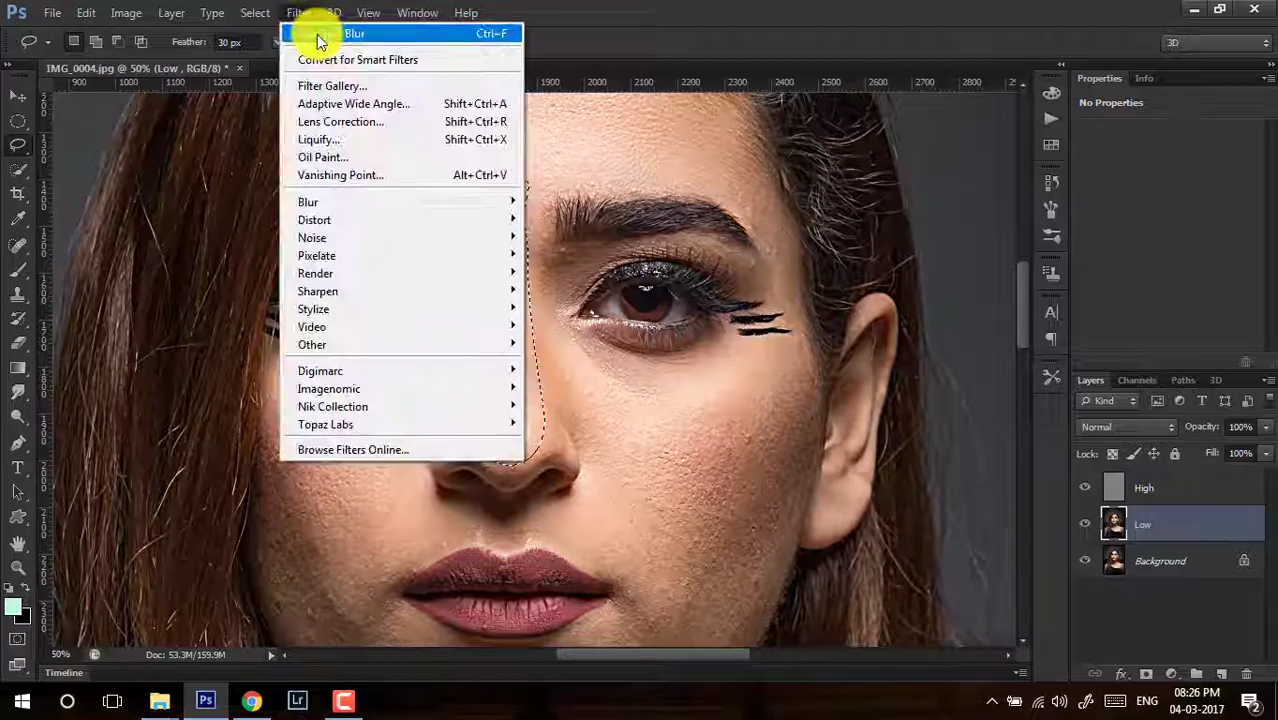 Ps File Edit Image Layer Type Select Filter 3D View Window Help
Feather: 30 px
3D
Blur Ctrl+F
Convert for Smart Filters
Filter Gallery...
Adaptive Wide Angle... Shift+Ctrl+A
Lens Correction... Shift+Ctrl+R
Liquify... Shift+Ctrl+X
Oil Paint...
Vanishing Point... Alt+Ctrl+V
Blur
Distort
Noise
Pixelate
Render
Sharpen
Stylize
Video
Other
Digimarc
Imagenomic
Nik Collection
Topaz Labs
Browse Filters Online...
IMG_0004.jpg @ 50% (Low , RGB/8) *
900 1000 1100 1200 1300 1900 2000 2100 2200 2300 2400 2500 2600 2700 2800
Properties Info
No Properties
Layers Channels Paths 3D
Kind
Normal Opacity: 100%
Lock: Fill: 100%
High
Low
Background
50% Doc: 53.3M/159.9M
Timeline
Ps Lr ENG 08:26 PM
04-03-2017
2